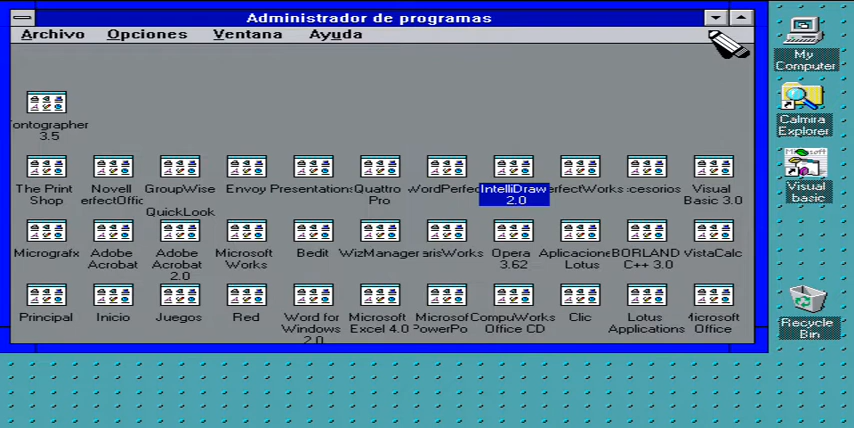 Administrador de programas
Archivo Opciones Ventana Ayuda
My
Computer
Calmira
Explorer
Visual
basic
Recycle
Bin
ontographer
3.5
The Print
Shop
Novell
erfectOffic
GroupWise
QuickLook
Envoy
Presentations
Quattro
Pro
WordPerfec
IntelliDraw
2.0
erfectWorks
cesorios
Visual
Basic 3.0
Micrografx
Adobe
Acrobat
Adobe
Acrobat
2.0
Microsoft
Works
Bedit
WizManager
arisWorks
Opera
3.62
Aplicacione
Lotus
BORLAND
C++ 3.0
VistaCalc
Principal
Inicio
Juegos
Red
Word for
Windows
2.0
Microsoft
Excel 4.0
Microsof
PowerPo
CompuWorks
Office CD
Clic
Lotus
Applications
Microsoft
Office